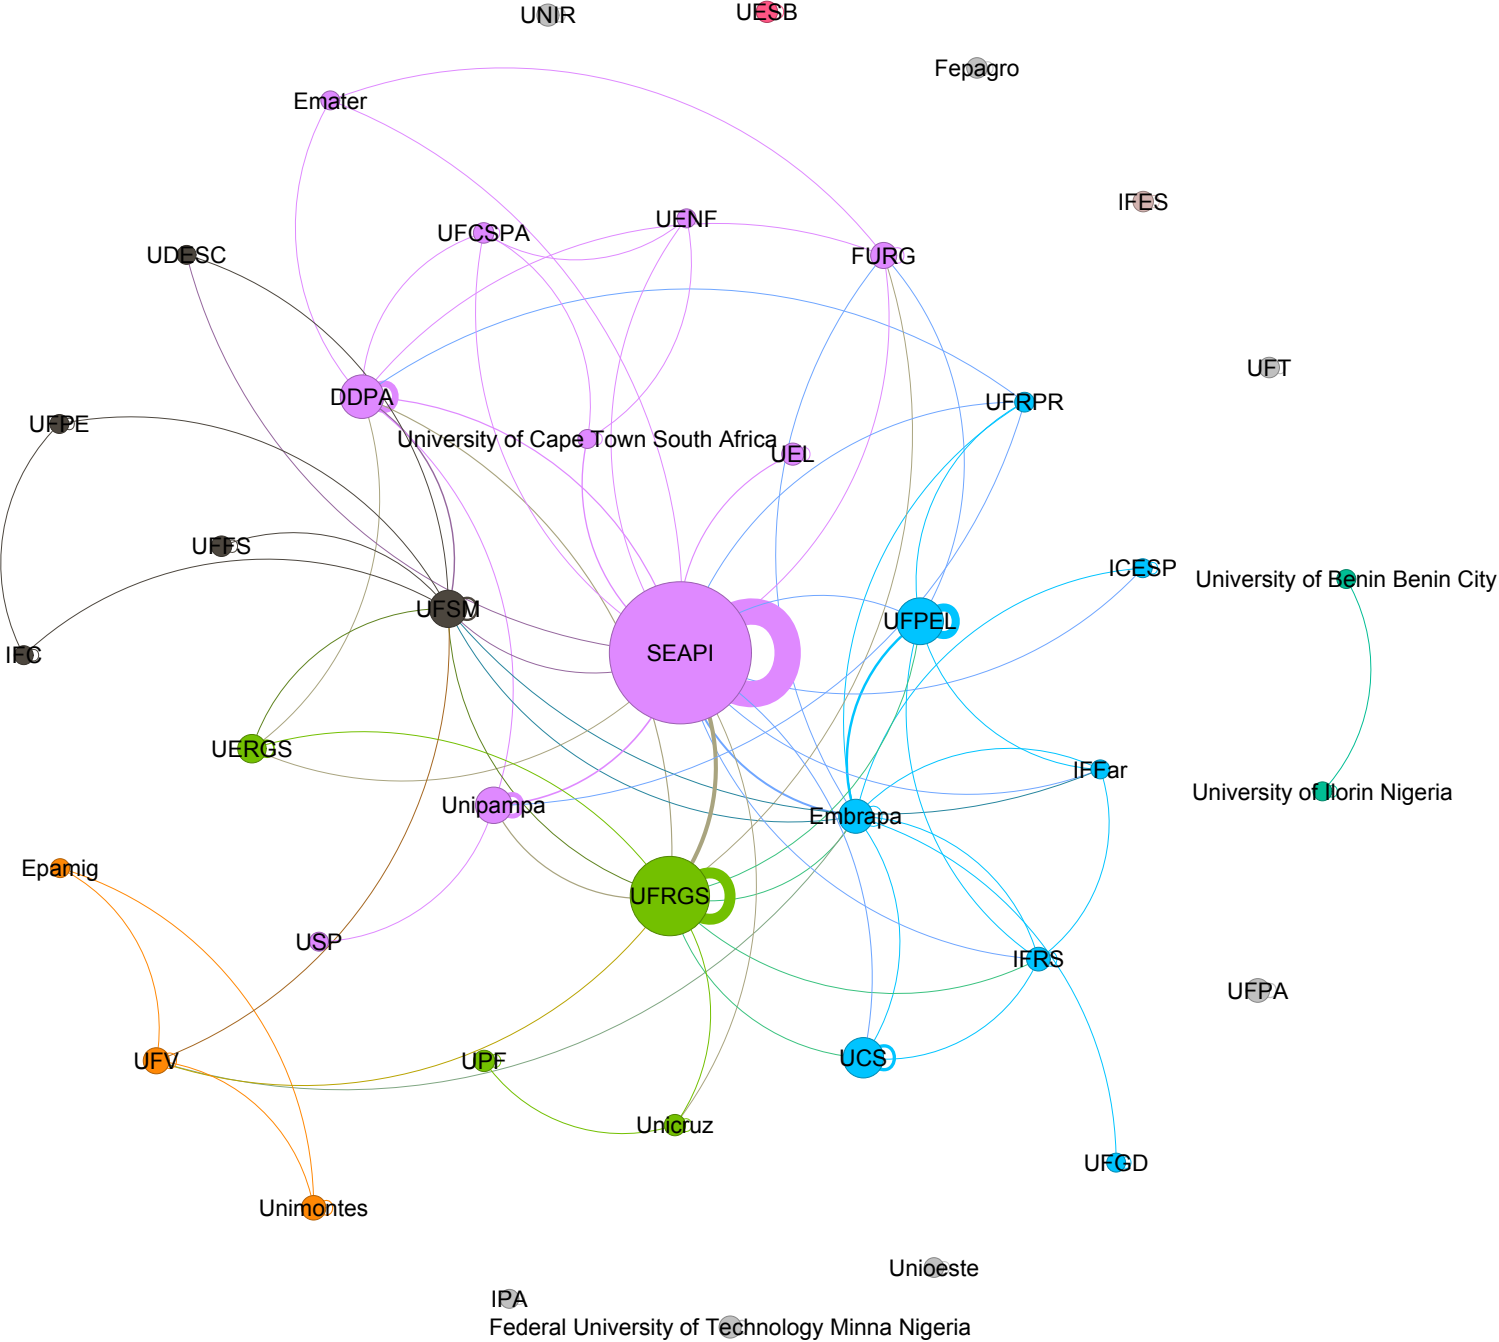 UNIR
UESB
Fepagro
Emater
IFES
UENF
UFCSPA
UDESC
FURG
UFT
DDPA
UFRPR
UFPE
University of Cape Town South Africa
UEL
UFFS
ICESP
University of Benin Benin City
UFSM
UFPEL
IFC
SEAPI
UERGS
IFFar
University of Ilorin Nigeria
Unipampa
Embrapa
Epamig
UFRGS
USP
IFRS
UFPA
UFV
UPF
UCS
Unicruz
UFGD
Unimontes
Unioeste
IPA
Federal University of Technology Minna Nigeria